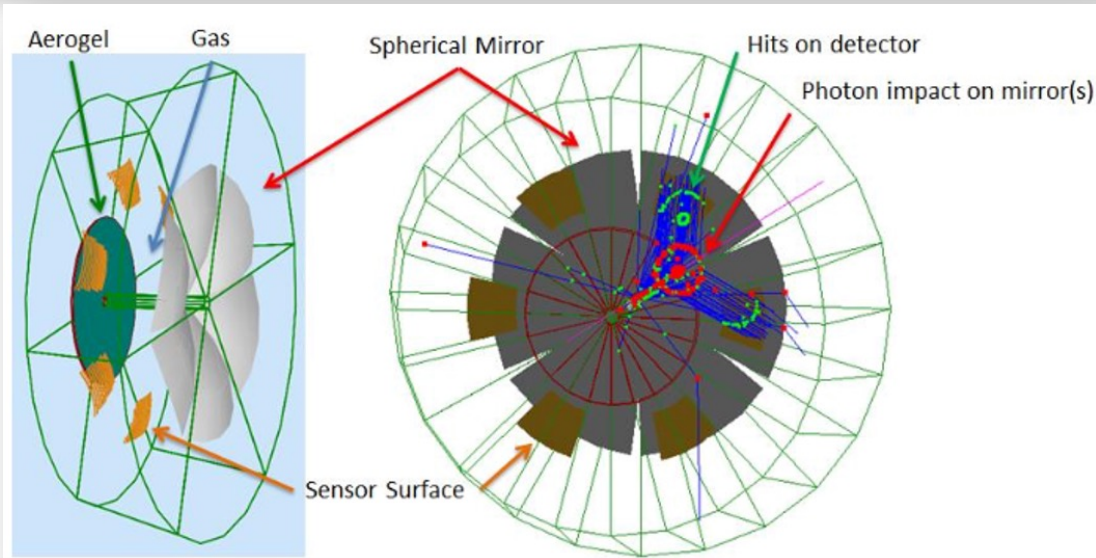 Aerogel
Gas
Spherical Mirror
Hits on detector
Photon impact on mirror(s)
Sensor Surface